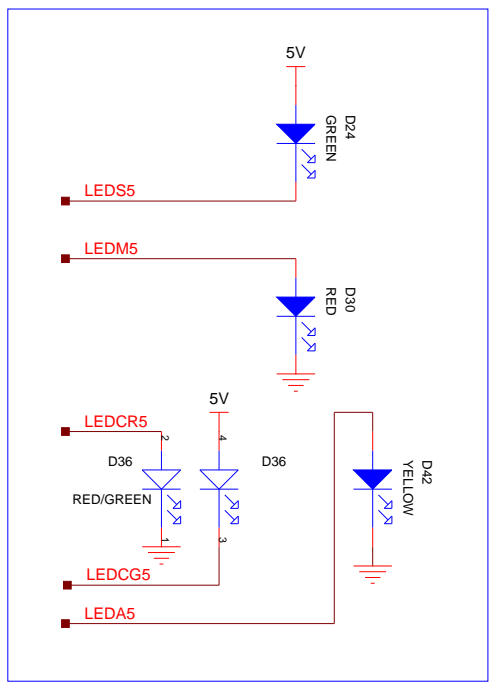 5V
D24
GREEN
LEDS5
LEDM5
D30
RED
5V
LEDCR5
2
4
D36
D36
RED/GREEN
D42
YELLOW
1
3
LEDCG5
LEDA5